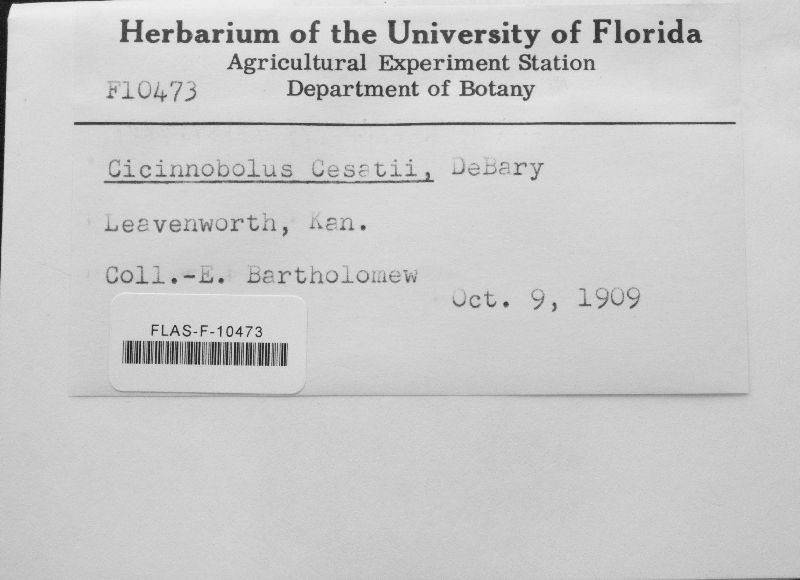 Herbarium of the University of Florida
Agricultural Experiment Station
F10473 Department of Botany
Cicinnobolus Cesatii, DeBary
Leavenworth, Kan.
Coll.-E. Bartholomew
Oct. 9, 1909
FLAS-F-10473